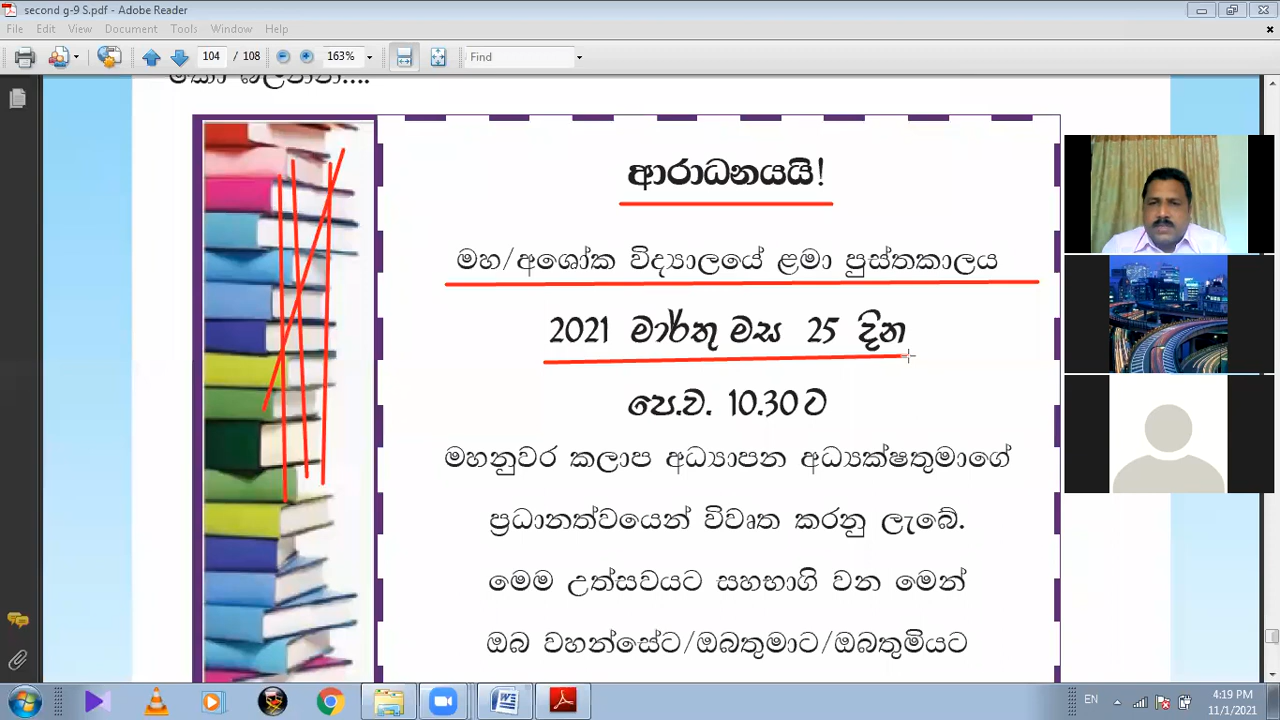 second g-9 S.pdf - Adobe Reader
File Edit View Document Tools Window Help
104 / 108 163% Find
ආරාධනයයි!
මහ/අශෝක විද්‍යාලයේ ළමා පුස්තකාලය
2021 මාර්තු මස 25 දින
පෙ.ව. 10.30 ට
මහනුවර කලාප අධ්‍යාපන අධ්‍යක්ෂතුමාගේ
ප්‍රධානත්වයෙන් විවෘත කරනු ලැබේ.
මෙම උත්සවයට සහභාගි වන මෙන්
ඔබ වහන්සේට/ඔබතුමාට/ඔබතුමියට
EN 4:19 PM
11/1/2021